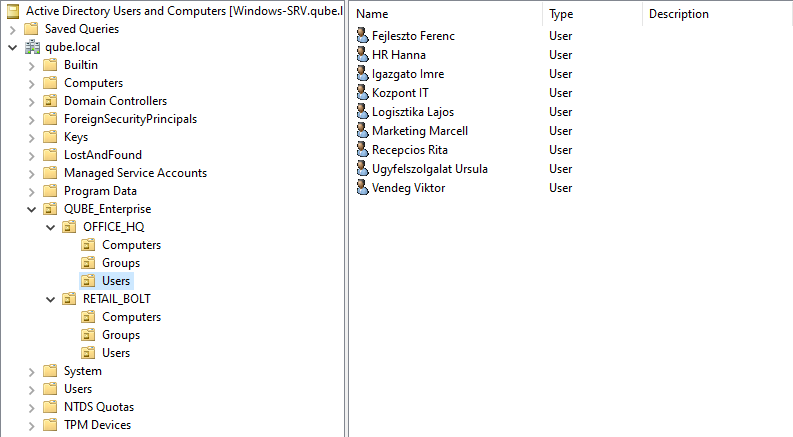 Active Directory Users and Computers [Windows-SRV.qube.l
Saved Queries
qube.local
Builtin
Computers
Domain Controllers
ForeignSecurityPrincipals
Keys
LostAndFound
Managed Service Accounts
Program Data
QUBE_Enterprise
OFFICE_HQ
Computers
Groups
Users
RETAIL_BOLT
Computers
Groups
Users
System
Users
NTDS Quotas
TPM Devices
Name Type Description
Fejleszto Ferenc User
HR Hanna User
Igazgato Imre User
Kozpont IT User
Logisztika Lajos User
Marketing Marcell User
Recepcios Rita User
Ugyfelszolgalat Ursula User
Vendeg Viktor User